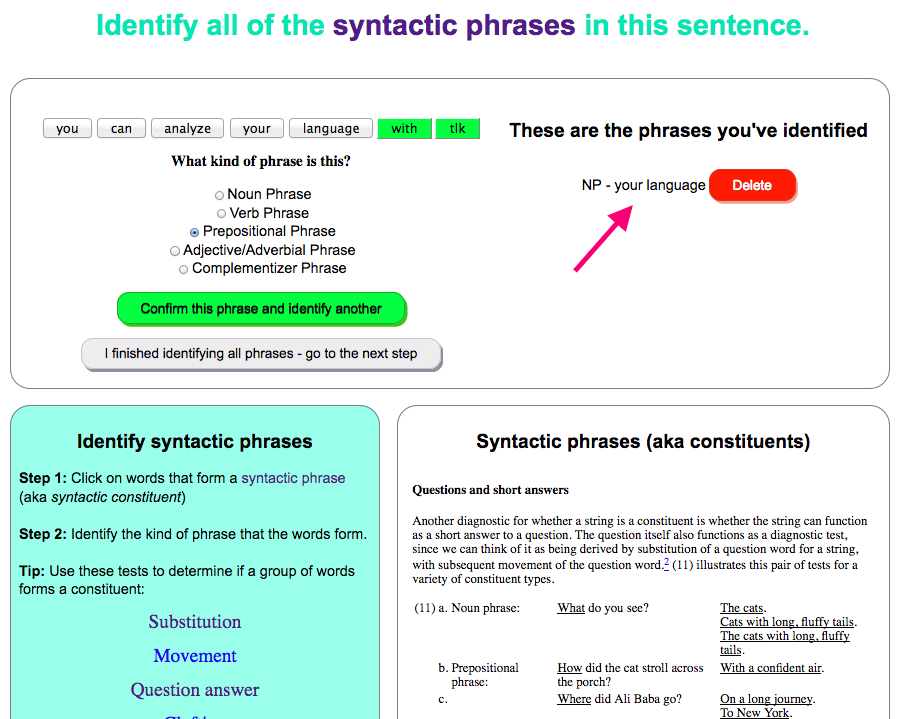 Identify all of the syntactic phrases in this sentence.
you can analyze your language with tlk
What kind of phrase is this?
Noun Phrase
Verb Phrase
Prepositional Phrase
Adjective/Adverbial Phrase
Complementizer Phrase
Confirm this phrase and identify another
I finished identifying all phrases - go to the next step
These are the phrases you've identified
NP - your language Delete
Identify syntactic phrases
Step 1: Click on words that form a syntactic phrase
(aka syntactic constituent)
Step 2: Identify the kind of phrase that the words form.
Tip: Use these tests to determine if a group of words
forms a constituent:
Substitution
Movement
Question answer
Syntactic phrases (aka constituents)
Questions and short answers
Another diagnostic for whether a string is a constituent is whether the string can function
as a short answer to a question. The question itself also functions as a diagnostic test,
since we can think of it as being derived by substitution of a question word for a string,
with subsequent movement of the question word.2 (11) illustrates this pair of tests for a
variety of constituent types.
(11) a. Noun phrase: What do you see? The cats.
Cats with long, fluffy tails.
The cats with long, fluffy
tails.
b. Prepositional How did the cat stroll across With a confident air.
phrase: the porch?
c. Where did Ali Baba go? On a long journey.
To New York.